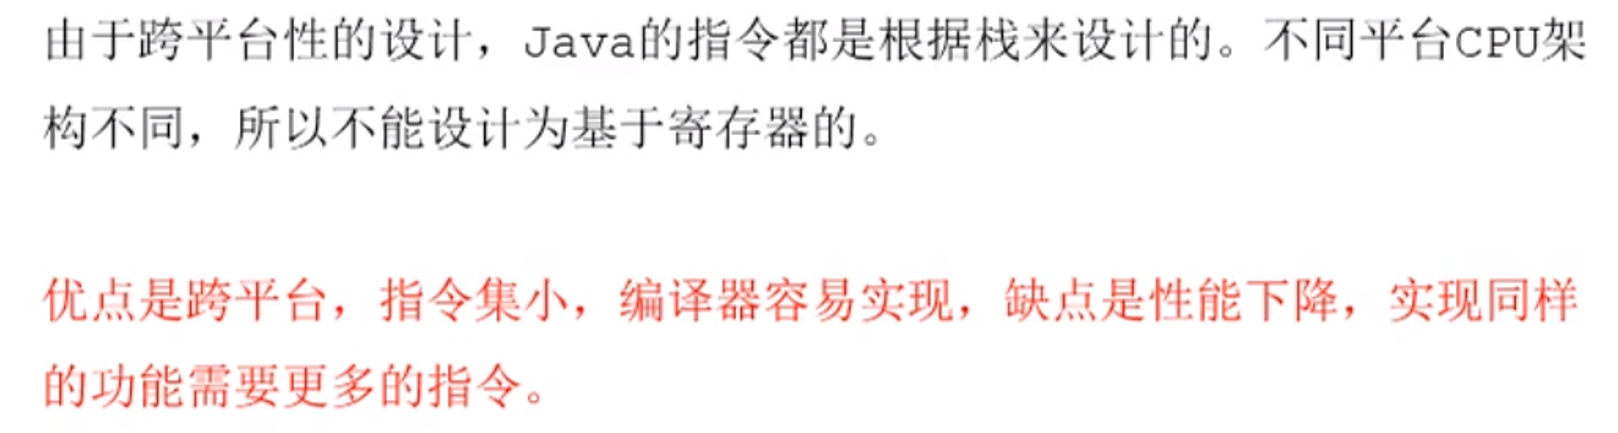 由于跨平台性的设计，Java的指令都是根据栈来设计的。不同平台CPU架
构不同，所以不能设计为基于寄存器的。
优点是跨平台，指令集小，编译器容易实现，缺点是性能下降，实现同样
的功能需要更多的指令。